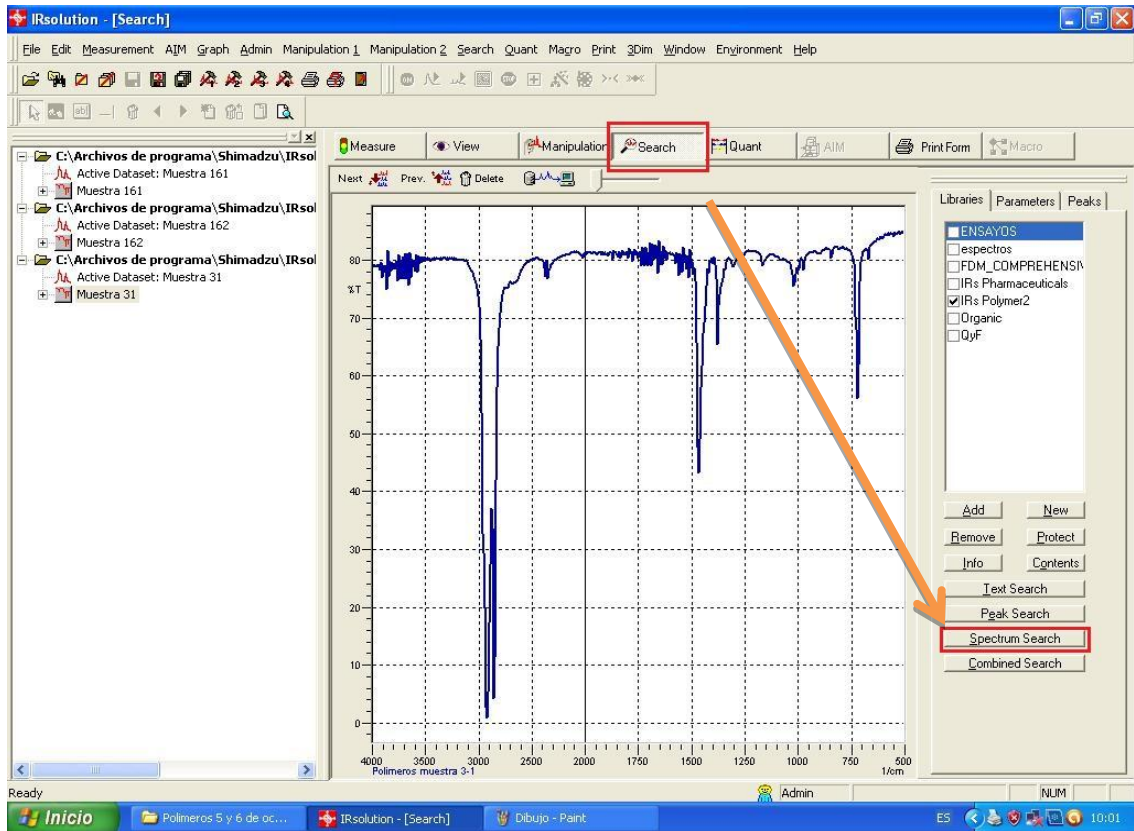 IRsolution - [Search]
File Edit Measurement AIM Graph Admin Manipulation 1 Manipulation 2 Search Quant Macro Print 3Dim Window Environment Help
Measure View Manipulation Search Quant AIM Print Form Macro
Next Prev. Delete
C:\Archivos de programa\Shimadzu\IRsol
Active Dataset: Muestra 161
Muestra 161
C:\Archivos de programa\Shimadzu\IRsol
Active Dataset: Muestra 162
Muestra 162
C:\Archivos de programa\Shimadzu\IRsol
Active Dataset: Muestra 31
Muestra 31
80
%T
70
60
50
40
30
20
10
0
4000 3500 3000 2500 2000 1750 1500 1250 1000 750 500
Polimeros muestra 3-1 1/cm
Libraries Parameters Peaks
ENSAYOS
espectros
FDM_COMPREHENSIV
IRs Pharmaceuticals
IRs Polymer2
Organic
QyF
Add New
Remove Protect
Info Contents
Text Search
Peak Search
Spectrum Search
Combined Search
Ready Admin NUM
Inicio Polimeros 5 y 6 de oc... IRsolution - [Search] Dibujo - Paint ES 10:01